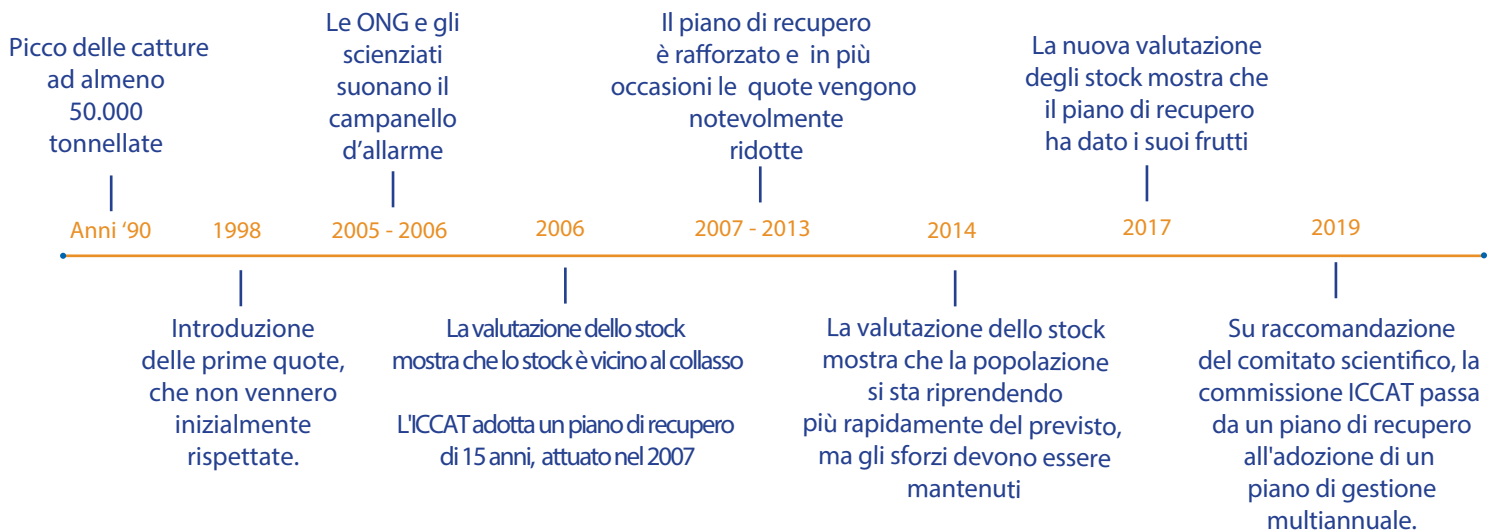 Picco delle catture
ad almeno
50.000
tonnellate
Anni ‘90
1998
Introduzione
delle prime quote,
che non vennero
inizialmente
rispettate.
Le ONG e gli
scienziati
suonano il
campanello
d’allarme
2005 - 2006
2006
La valutazione dello stock
mostra che lo stock è vicino al collasso
L'ICCAT adotta un piano di recupero
di 15 anni, attuato nel 2007
Il piano di recupero
è rafforzato e in più
occasioni le quote vengono
notevolmente
ridotte
2007 - 2013
2014
La valutazione dello stock
mostra che la popolazione
si sta riprendendo
più rapidamente del previsto,
ma gli sforzi devono essere
mantenuti
La nuova valutazione
degli stock mostra che
il piano di recupero
ha dato i suoi frutti
2017
2019
Su raccomandazione
del comitato scientifico, la
commissione ICCAT passa
da un piano di recupero
all'adozione di un
piano di gestione
multiannuale.